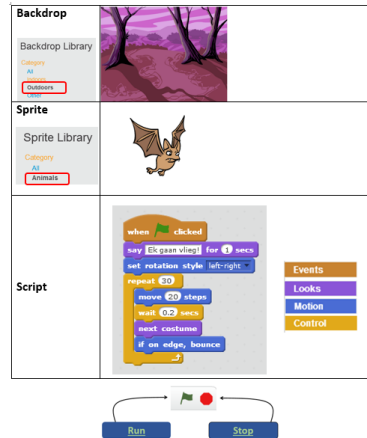 Backdrop
Backdrop Library
Category
All
Indoors
Outdoors
Other
Sprite
Sprite Library
Category
All
Animals
Script
when clicked
say Ek gaan vlieg! for 1 secs
set rotation style left-right
repeat 30
move 20 steps
wait 0.2 secs
next costume
if on edge, bounce
Events
Looks
Motion
Control
Run
Stop